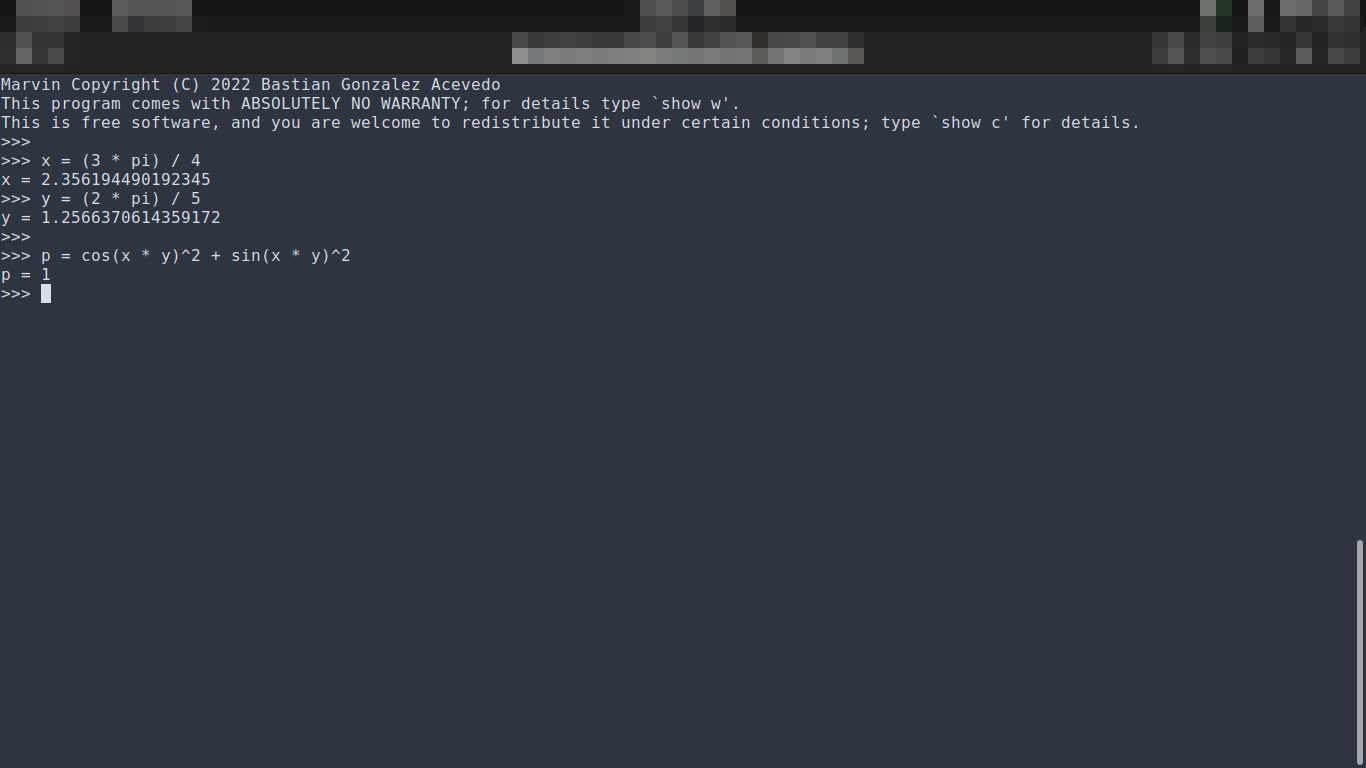 Marvin Copyright (C) 2022 Bastian Gonzalez Acevedo
This program comes with ABSOLUTELY NO WARRANTY; for details type `show w'.
This is free software, and you are welcome to redistribute it under certain conditions; type `show c' for details.
>>>
>>> x = (3 * pi) / 4
x = 2.356194490192345
>>> y = (2 * pi) / 5
y = 1.2566370614359172
>>>
>>> p = cos(x * y)^2 + sin(x * y)^2
p = 1
>>>